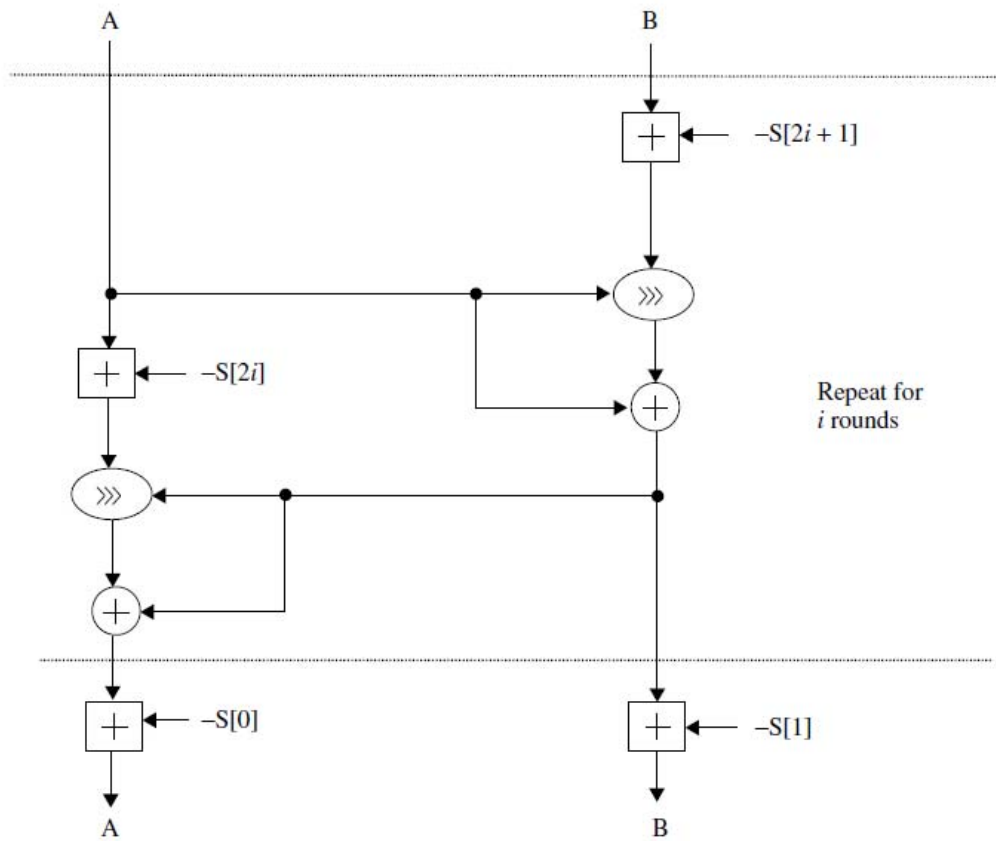 A
B
+
–S[2i + 1]
>>>
+
–S[2i]
+
Repeat for
i rounds
>>>
+
+
–S[0]
+
–S[1]
A
B